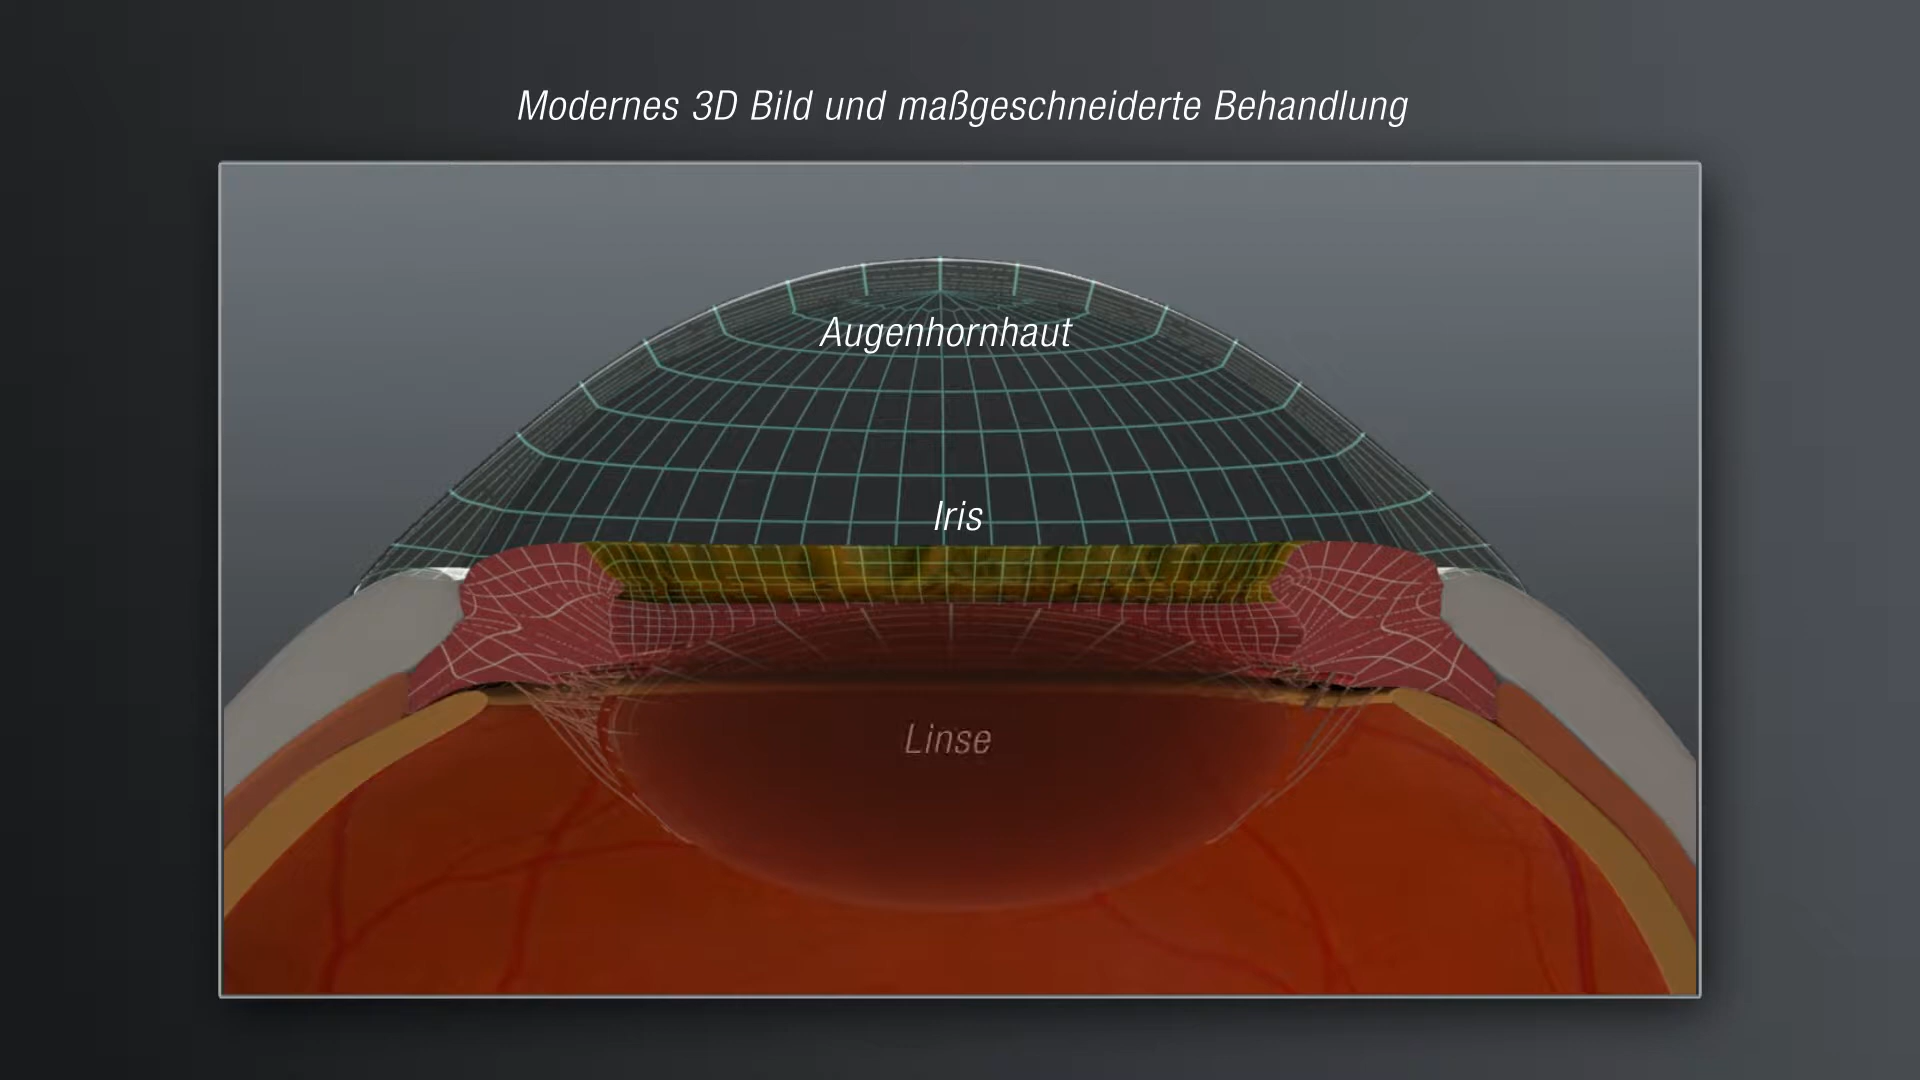 Modernes 3D Bild und maßgeschneiderte Behandlung
Augenhornhaut
Iris
Linse